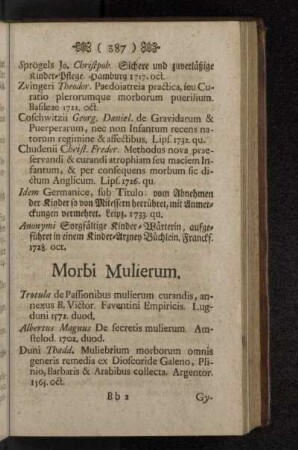 ( 387 )
Sprögels Jo. Christpob. Sichere und zuverläßige
Kinder-Pflege. Hamburg 1717. oct.
Zvingeri Theodor. Paedoiatreia practica, seu Cu-
ratio plerorumque morborum puerilium.
Basileae 1722. oct.
Coschwitzii Georg. Daniel. de Gravidarum &
Puerperarum, nec non Infantum recens na-
torum regimine & affectibus. Lips. 1732. qu.
Chudenii Christ. Freder. Methodus nova prae-
servandi & curandi atrophiam seu maciem In-
fantum, & per consequens morbum sic di-
ctum Anglicum. Lips. 1726. qu.
Idem Germanice, sub Titulo: vom Abnehmen
der Kinder so von Mitessern herrühret, mit Anmer-
ckungen vermehret. Leipz. 1733. qu.
Anonymi Sorgfältige Kinder-Wärterin, aufge-
führet in einem Kinder-Artzney Büchlein. Franckf.
1728. oct.
Morbi Mulierum.
Trotula de Passionibus mulierum curandis, an-
nexus B. Victor. Faventini Empiricis. Lug-
duni 1572. duod.
Albertus Magnus De secretis mulierum. Am-
stelod. 1702. duod.
Duni Thadd. Muliebrium morborum omnis
generis remedia ex Dioscoride Galeno, Pli-
nio, Barbaris & Arabibus collecta. Argentor.
1565. oct.
Bb 2 Gy-